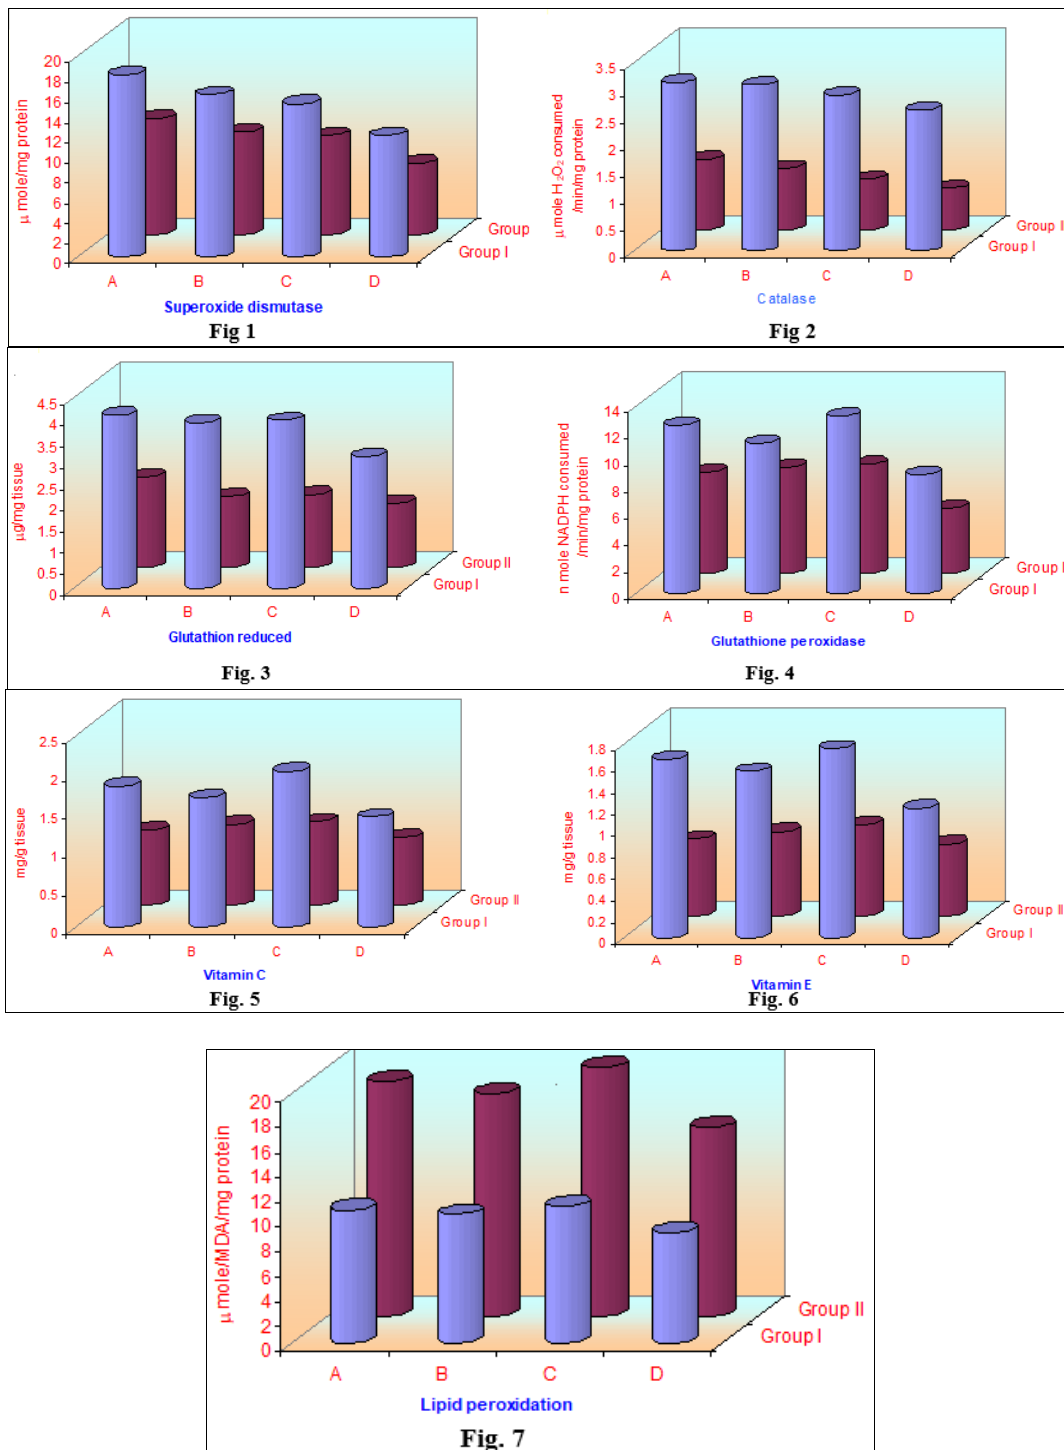 20
18
16
14
12
10
8
6
4
2
0
μ mole/mg protein
A
B
C
D
Group
Group I
Superoxide dismutase
Fig 1
3.5
3
2.5
2
1.5
1
0.5
0
μ mole H2O2 consumed
/min/mg protein
A
B
C
D
Group I
Group I
Catalase
Fig 2
4.5
4
3.5
3
2.5
2
1.5
1
0.5
0
μg/mg tissue
A
B
C
D
Group II
Group I
Glutathion reduced
Fig. 3
14
12
10
8
6
4
2
0
n mole NADPH consumed
/min/mg protein
A
B
C
D
Group I
Group I
Glutathione peroxidase
Fig. 4
2.5
2
1.5
1
0.5
0
mg/g tissue
A
B
C
D
Group II
Group I
Vitamin C
Fig. 5
1.8
1.6
1.4
1.2
1
0.8
0.6
0.4
0.2
0
mg/g tissue
A
B
C
D
Group II
Group I
Vitamin E
Fig. 6
20
18
16
14
12
10
8
6
4
2
0
μ mole/MDA/mg protein
A
B
C
D
Group II
Group I
Lipid peroxidation
Fig. 7